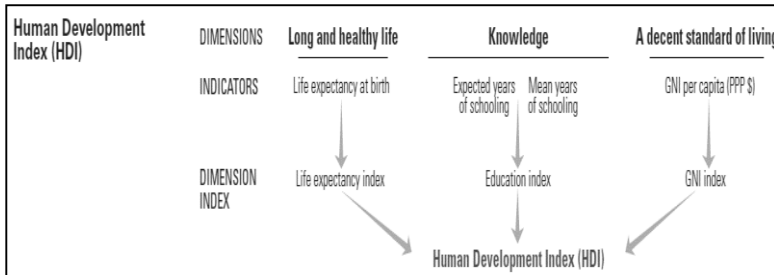 Human Development
Index (HDI)
DIMENSIONS Long and healthy life Knowledge A decent standard of living
INDICATORS Life expectancy at birth Expected years of schooling Mean years of schooling GNI per capita (PPP $)
DIMENSION
INDEX
Life expectancy index Education index GNI index
Human Development Index (HDI)